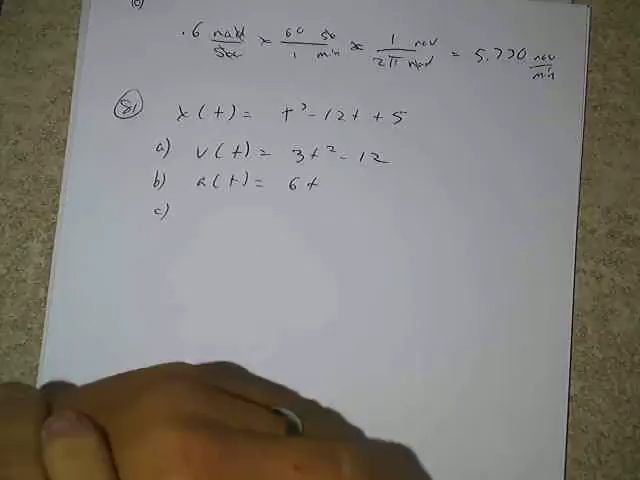 c)
.6 rad/sec × 60 sec/1 min × 1 rev/2π rad = 5.730 rev/min
81 x(t) = t³ - 12t + 5
a) v(t) = 3t² - 12
b) a(t) = 6t
c)